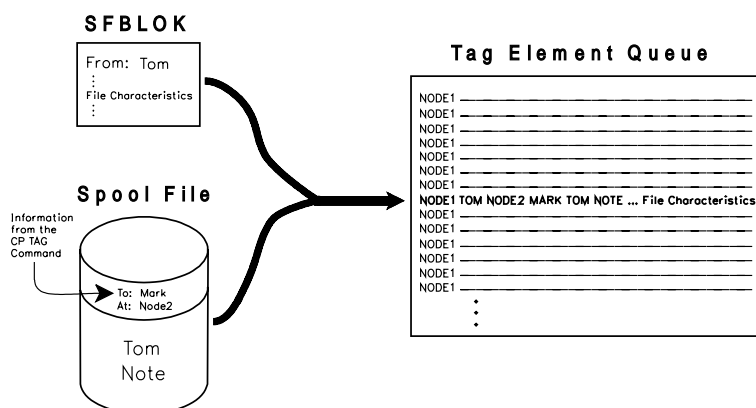 SFBLOK
From: Tom
File Characteristics
Spool File
Information
from the
CP TAG
Command
To: Mark
At: Node2
Tom
Note
Tag Element Queue
NODE1
NODE1
NODE1
NODE1
NODE1
NODE1
NODE1
NODE1 TOM NODE2 MARK TOM NOTE ... File Characteristics
NODE1
NODE1
NODE1
NODE1
NODE1
NODE1